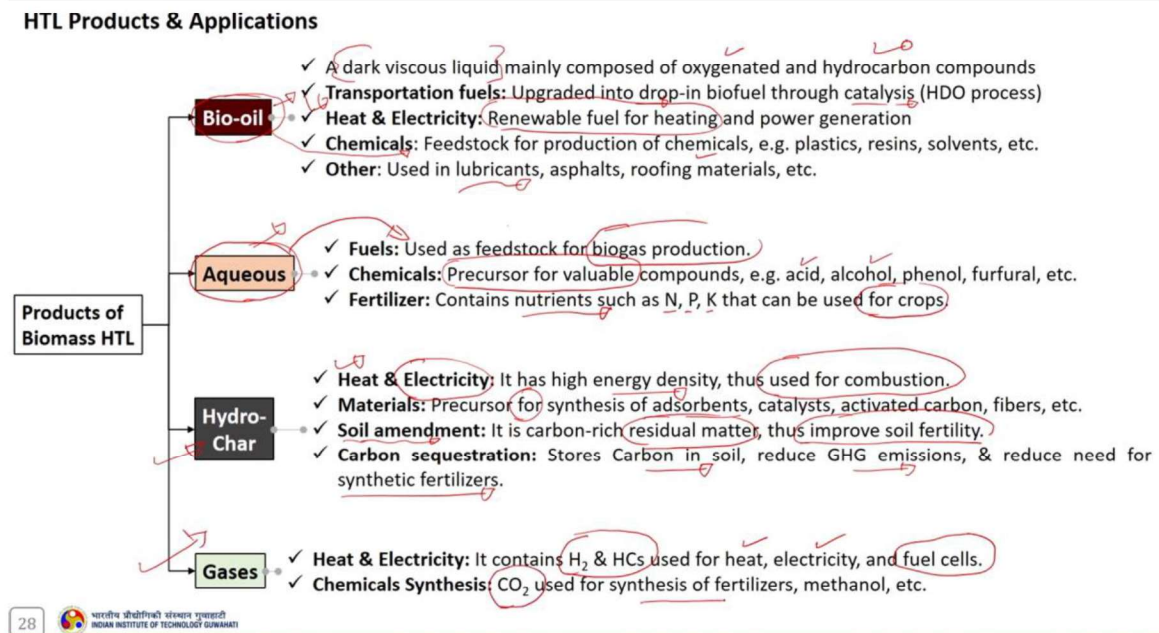 HTL Products & Applications
Bio-oil
✓ A dark viscous liquid mainly composed of oxygenated and hydrocarbon compounds
✓ Transportation fuels: Upgraded into drop-in biofuel through catalysis (HDO process)
✓ Heat & Electricity: Renewable fuel for heating and power generation
✓ Chemicals: Feedstock for production of chemicals, e.g. plastics, resins, solvents, etc.
✓ Other: Used in lubricants, asphalts, roofing materials, etc.
Aqueous
✓ Fuels: Used as feedstock for biogas production.
✓ Chemicals: Precursor for valuable compounds, e.g. acid, alcohol, phenol, furfural, etc.
✓ Fertilizer: Contains nutrients such as N, P, K that can be used for crops.
Products of
Biomass HTL
Hydro-
Char
✓ Heat & Electricity: It has high energy density, thus used for combustion.
✓ Materials: Precursor for synthesis of adsorbents, catalysts, activated carbon, fibers, etc.
✓ Soil amendment: It is carbon-rich residual matter, thus improve soil fertility.
✓ Carbon sequestration: Stores Carbon in soil, reduce GHG emissions, & reduce need for
synthetic fertilizers.
Gases
✓ Heat & Electricity: It contains H₂ & HCs used for heat, electricity, and fuel cells.
✓ Chemicals Synthesis: CO₂ used for synthesis of fertilizers, methanol, etc.
28
भारतीय प्रौद्योगिकी संस्थान गुवाहाटी
INDIAN INSTITUTE OF TECHNOLOGY GUWAHATI